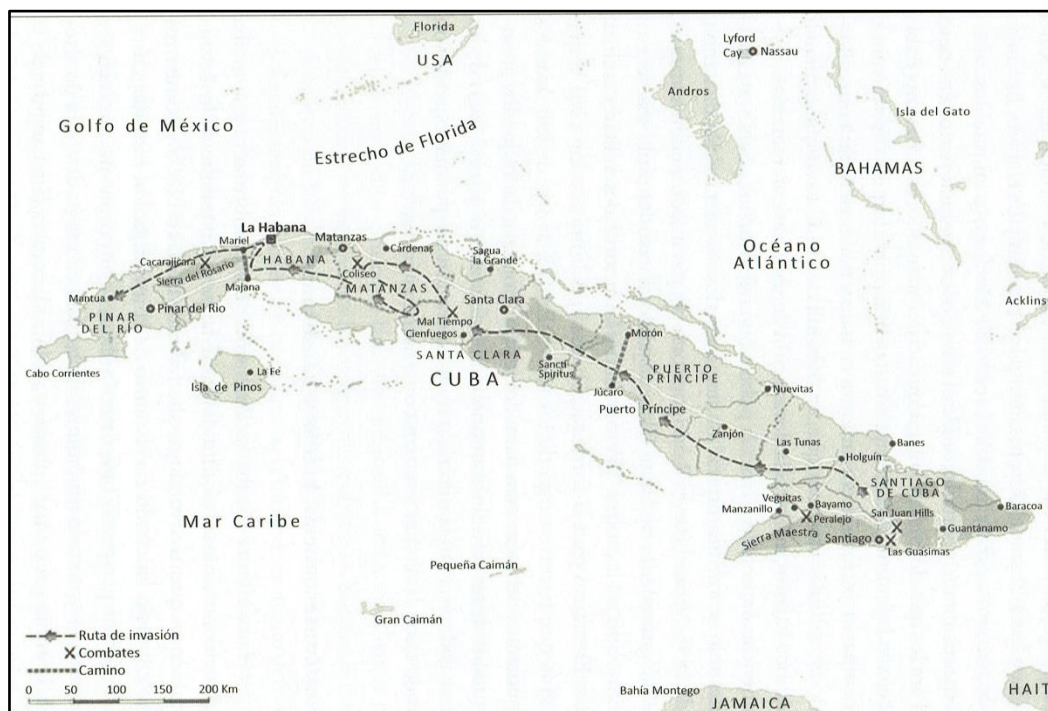 Florida
USA
Lyford
Cay
Nassau
Andros
Isla del Gato
Golfo de México
Estrecho de Florida
BAHAMAS
Océano
Atlántico
Acklins
La Habana
Mariel
Matanzas
Cárdenas
Sagua
la Grande
Cacarajicara
Sierra del Rosario
HABANA
Coliseo
MATANZAS
Mantua
Majana
Pinar del Rio
PINAR
DEL RÍO
Santa Clara
Mal Tiempo
Cienfuegos
Morón
SANTA CLARA
Sancti-
Spiritus
Cabo Corrientes
La Fé
Isla de Pinos
CUBA
Júcaro
PUERTO
PRÍNCIPE
Puerto Príncipe
Nuevitas
Zanjón
Las Tunas
Holguín
Banes
SANTIAGO
DE CUBA
Mar Caribe
Veguitas
Manzanillo
Bayamo
Peralejo
San Juan Hills
Baracoa
Sierra Maestra
Santiago
Guantánamo
Las Guasimas
Pequeña Caimán
Gran Caimán
Ruta de invasión
Combates
Camino
0 50 100 150 200 Km
Bahía Montego
JAMAICA
HAIT